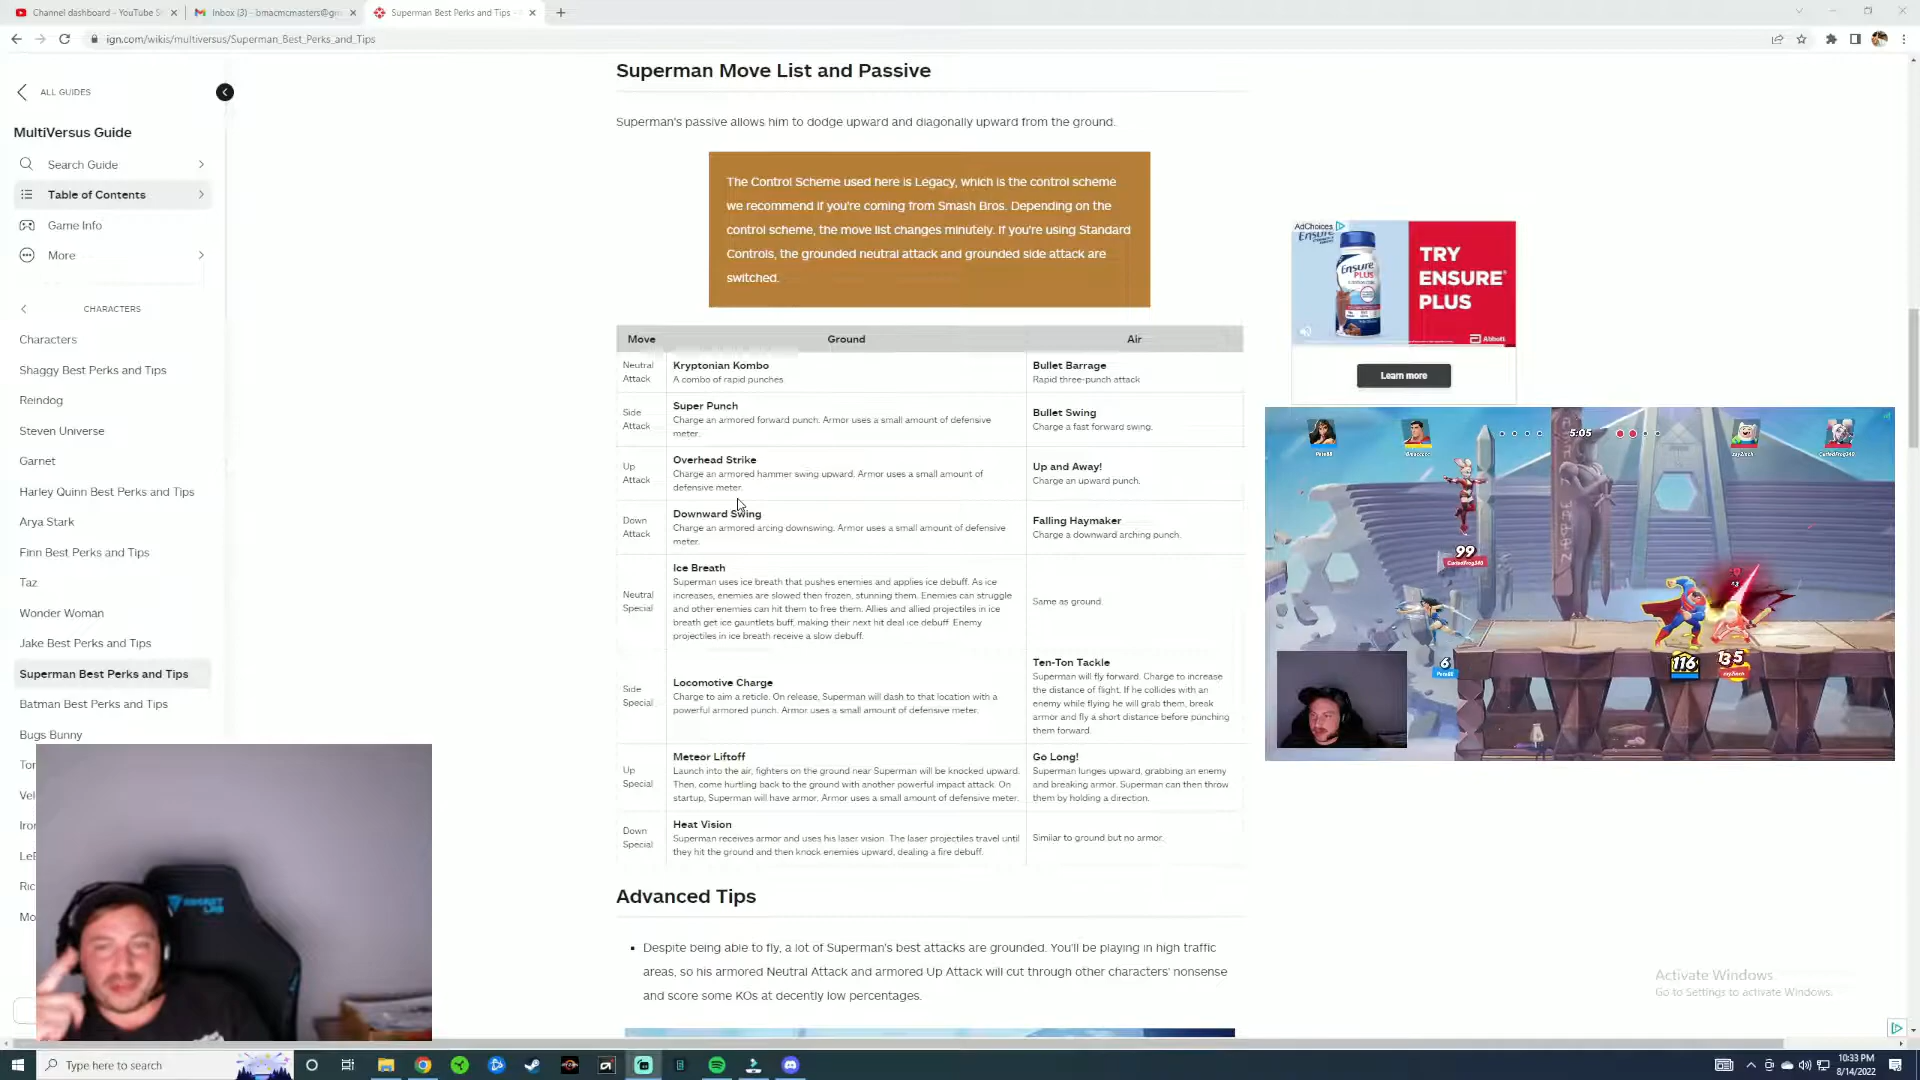 Channel dashboard - YouTube S
Inbox (3) - bmacmcmasters@gm
Superman Best Perks and Tips -
ign.com/wikis/multiversus/Superman_Best_Perks_and_Tips
ALL GUIDES
MultiVersus Guide
Search Guide
Table of Contents
Game Info
More
CHARACTERS
Characters
Shaggy Best Perks and Tips
Reindog
Steven Universe
Garnet
Harley Quinn Best Perks and Tips
Arya Stark
Finn Best Perks and Tips
Taz
Wonder Woman
Jake Best Perks and Tips
Superman Best Perks and Tips
Batman Best Perks and Tips
Bugs Bunny
Tor
Vel
Iron
LeB
Ric
Mo
Superman Move List and Passive
Superman's passive allows him to dodge upward and diagonally upward from the ground.
The Control Scheme used here is Legacy, which is the control scheme
we recommend if you're coming from Smash Bros. Depending on the
control scheme, the move list changes minutely. If you're using Standard
Controls, the grounded neutral attack and grounded side attack are
switched.
Move Ground Air
Neutral Attack
Kryptonian Kombo
A combo of rapid punches
Bullet Barrage
Rapid three-punch attack
Side Attack
Super Punch
Charge an armored forward punch. Armor uses a small amount of defensive
meter.
Bullet Swing
Charge a fast forward swing.
Up Attack
Overhead Strike
Charge an armored hammer swing upward. Armor uses a small amount of
defensive meter.
Up and Away!
Charge an upward punch.
Down Attack
Downward Swing
Charge an armored arcing downswing. Armor uses a small amount of defensive
meter.
Falling Haymaker
Charge a downward arching punch.
Neutral Special
Ice Breath
Superman uses ice breath that pushes enemies and applies ice debuff. As ice
increases, enemies are slowed then frozen, stunning them. Enemies can struggle
and other enemies can hit them to free them. Allies and allied projectiles in ice
breath get ice gauntlets buff, making their next hit deal ice debuff. Enemy
projectiles in ice breath receive a slow debuff.
Same as ground.
Side Special
Locomotive Charge
Charge to aim a reticle. On release, Superman will dash to that location with a
powerful armored punch. Armor uses a small amount of defensive meter.
Ten-Ton Tackle
Superman will fly forward. Charge to increase
the distance of flight. If he collides with an
enemy while flying he will grab them, break
armor and fly a short distance before punching
them forward.
Up Special
Meteor Liftoff
Launch into the air, fighters on the ground near Superman will be knocked upward.
Then, come hurtling back to the ground with another powerful impact attack. On
startup, Superman will have armor. Armor uses a small amount of defensive meter.
Go Long!
Superman lunges upward, grabbing an enemy
and breaking armor. Superman can then throw
them by holding a direction.
Down Special
Heat Vision
Superman receives armor and uses his laser vision. The laser projectiles travel until
they hit the ground and then knock enemies upward, dealing a fire debuff.
Similar to ground but no armor.
Advanced Tips
Despite being able to fly, a lot of Superman's best attacks are grounded. You'll be playing in high traffic
areas, so his armored Neutral Attack and armored Up Attack will cut through other characters' nonsense
and score some KOs at decently low percentages.
AdChoices
Ensure
PLUS
TRY
ENSURE
PLUS
Abbott
Learn more
5:05
99
6
116
135
Activate Windows
Go to Settings to activate Windows.
Type here to search
10:33 PM
8/14/2022